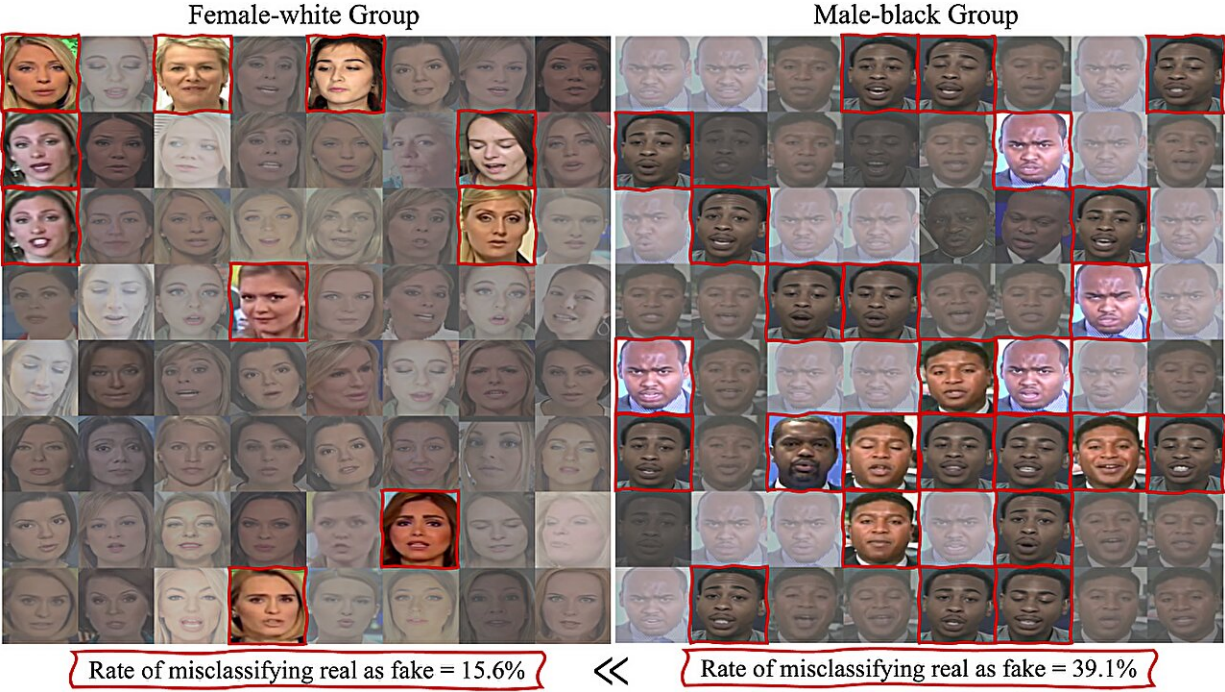 Female-white Group
Male-black Group
Rate of misclassifying real as fake = 15.6%
≪
Rate of misclassifying real as fake = 39.1%